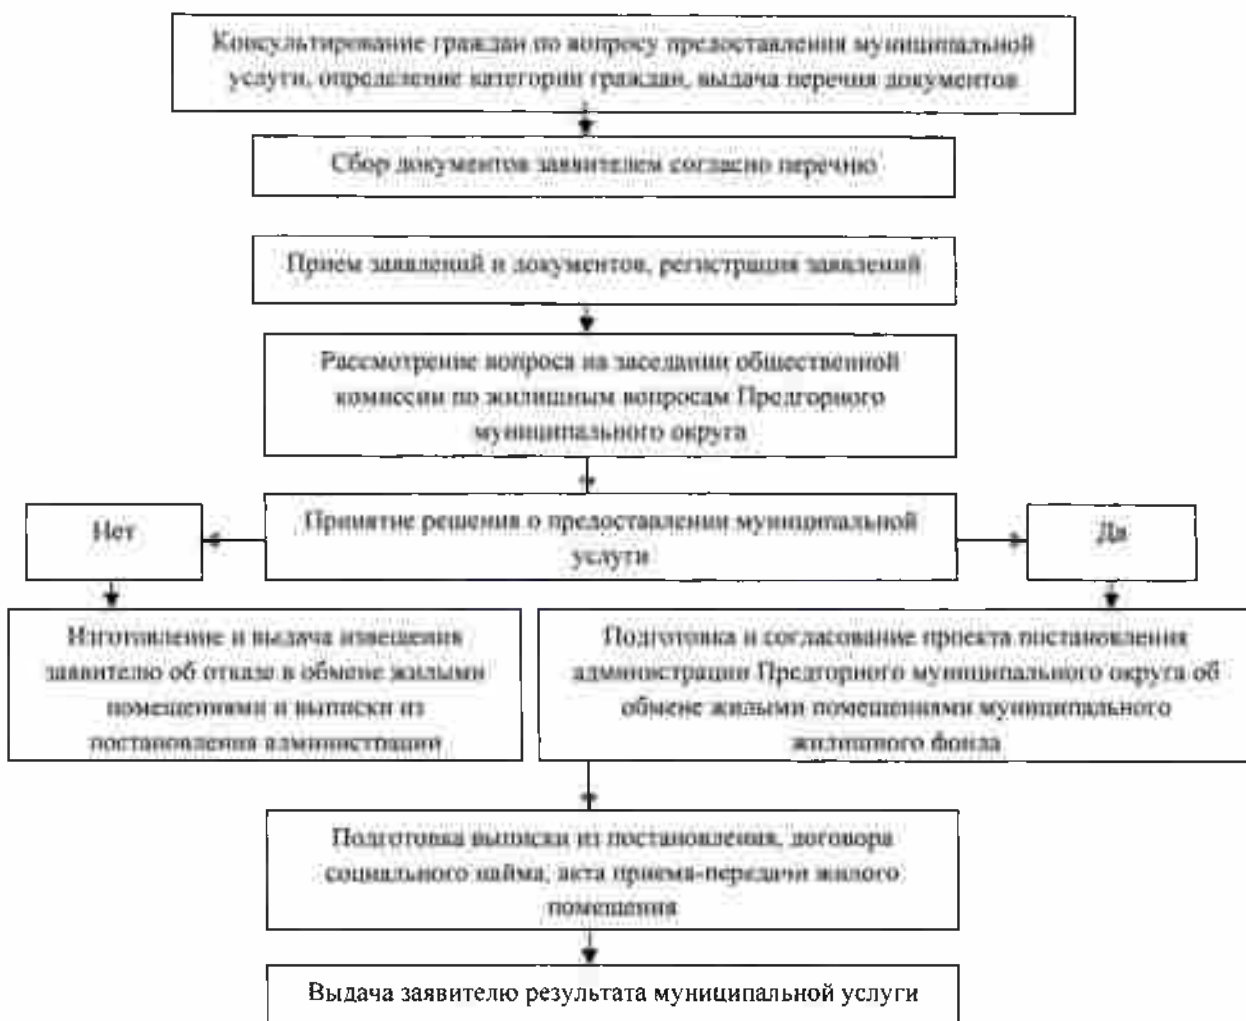 Консультирование граждан по вопросу предоставления муниципальной
услуги, определение категории граждан, выдача перечня документов
Сбор документов заявителем согласно перечню
Прием заявлений и документов, регистрация заявлений
Рассмотрение вопроса на заседании общественной
комиссии по жилищным вопросам Предгорного
муниципального округа
Принятие решения о предоставлении муниципальной
услуги
Нет
Да
Изготовление и выдача извещения
заявителю об отказе в обмене жилыми
помещениями и выписки из
постановления администрации
Подготовка и согласование проекта постановления
администрации Предгорного муниципального округа об
обмене жилыми помещениями муниципального
жилищного фонда
Подготовка выписки из постановления, договора
социального найма, акта приема-передачи жилого
помещения
Выдача заявителю результата муниципальной услуги